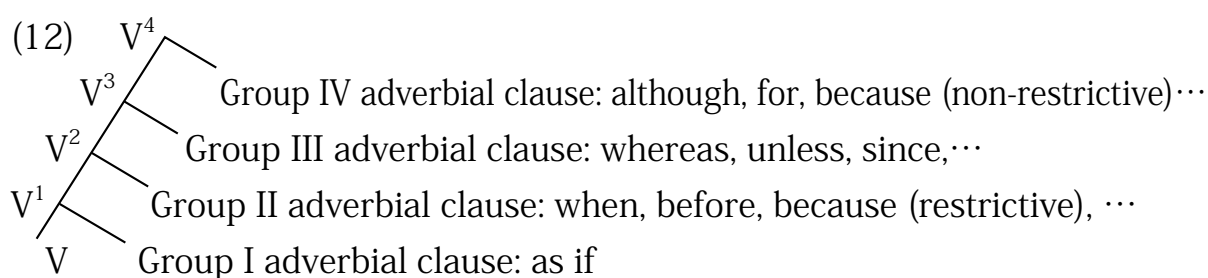 (12) V⁴
V³ Group IV adverbial clause: although, for, because (non-restrictive)…
V² Group III adverbial clause: whereas, unless, since,…
V¹ Group II adverbial clause: when, before, because (restrictive), …
V Group I adverbial clause: as if